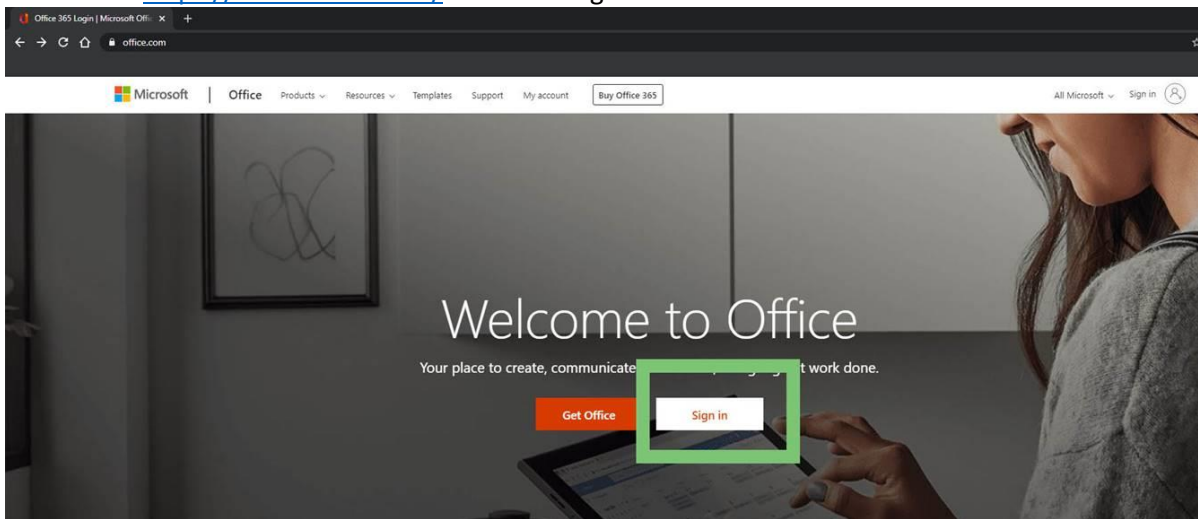 Office 365 Login | Microsoft Offic
office.com
Microsoft | Office Products Resources Templates Support My account Buy Office 365 All Microsoft Sign in
Welcome to Office
Your place to create, communicate t work done.
Get Office Sign in